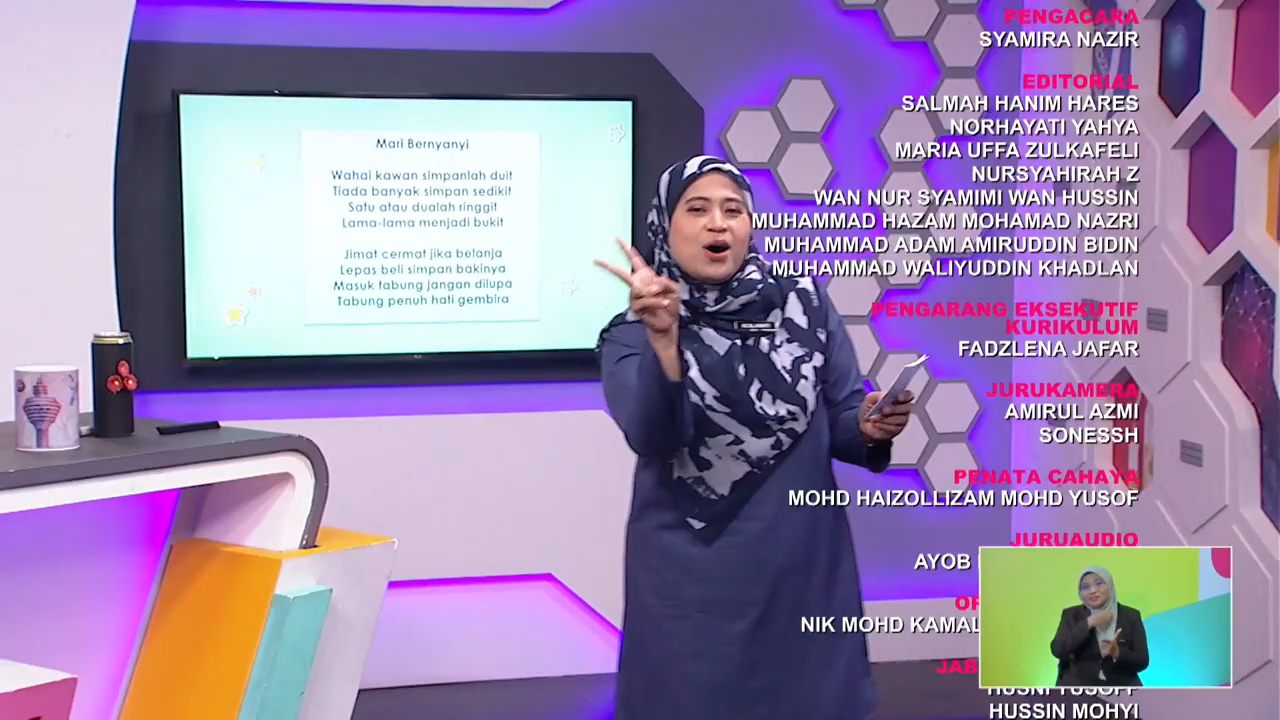 Mari Bernyanyi
Wahai kawan simpanlah duit
Tiada banyak simpan sedikit
Satu atau dualah ringgit
Lama-lama menjadi bukit
Jimat cermat jika belanja
Lepas beli simpan bakinya
Masuk tabung jangan dilupa
Tabung penuh hati gembira
PENGACARA
SYAMIRA NAZIR
EDITORIAL
SALMAH HANIM HARES
NORHAYATI YAHYA
MARIA UFFA ZULKAFELI
NURSYAHIRAH Z
WAN NUR SYAMIMI WAN HUSSIN
MUHAMMAD HAZAM MOHAMAD NAZRI
MUHAMMAD ADAM AMIRUDDIN BIDIN
MUHAMMAD WALIYUDDIN KHADLAN
PENGARANG EKSEKUTIF
KURIKULUM
FADZLENA JAFAR
JURUKAMERA
AMIRUL AZMI
SONESSH
PENATA CAHAYA
MOHD HAIZOLLIZAM MOHD YUSOF
JURUAUDIO
AYOB
NIK MOHD KAMAL
HUSNI YUSOFF
HUSSIN MOHYI